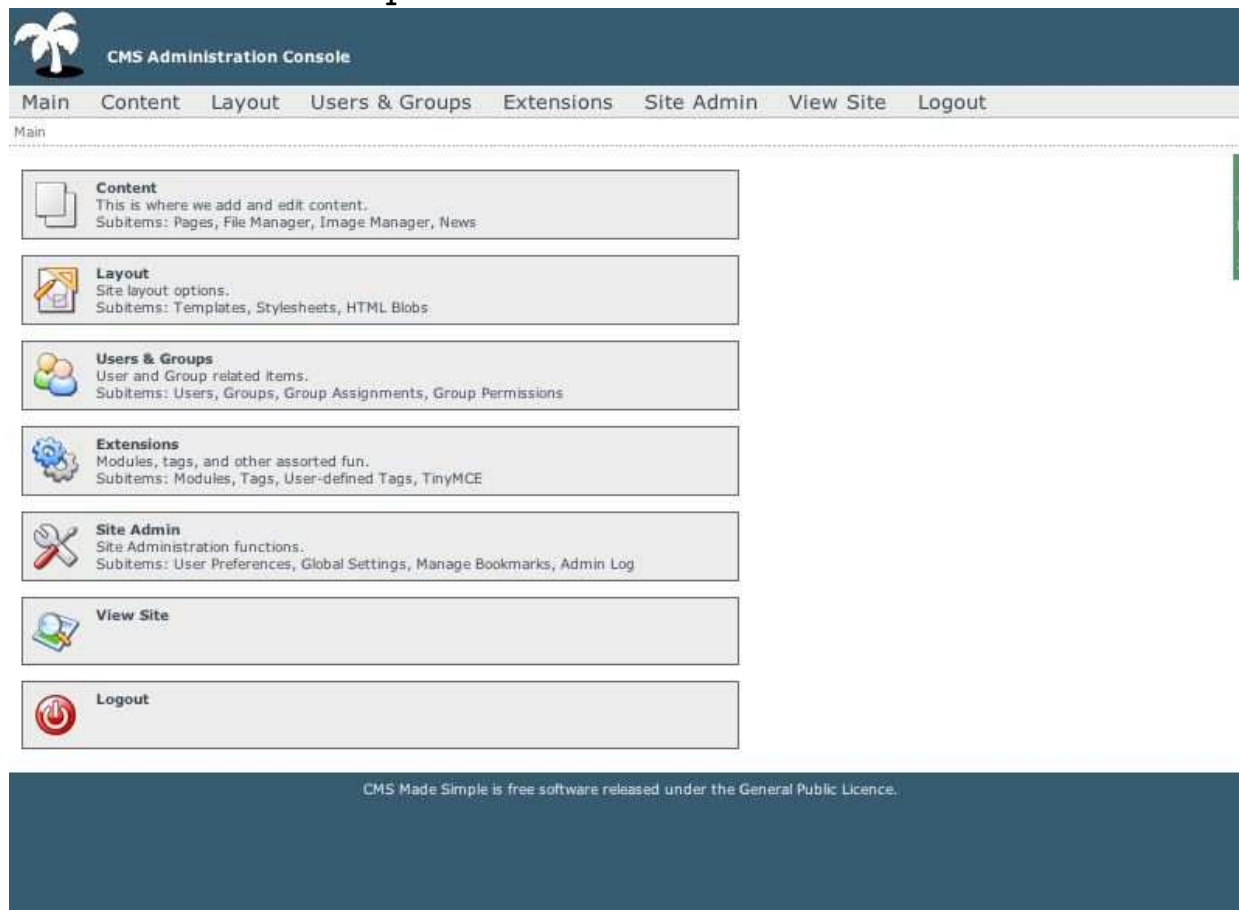 CMS Administration Console
Main Content Layout Users & Groups Extensions Site Admin View Site Logout
Main
Content
This is where we add and edit content.
Subitems: Pages, File Manager, Image Manager, News
Layout
Site layout options.
Subitems: Templates, Stylesheets, HTML Blobs
Users & Groups
User and Group related items.
Subitems: Users, Groups, Group Assignments, Group Permissions
Extensions
Modules, tags, and other assorted fun.
Subitems: Modules, Tags, User-defined Tags, TinyMCE
Site Admin
Site Administration functions.
Subitems: User Preferences, Global Settings, Manage Bookmarks, Admin Log
View Site
Logout
CMS Made Simple is free software released under the General Public Licence.